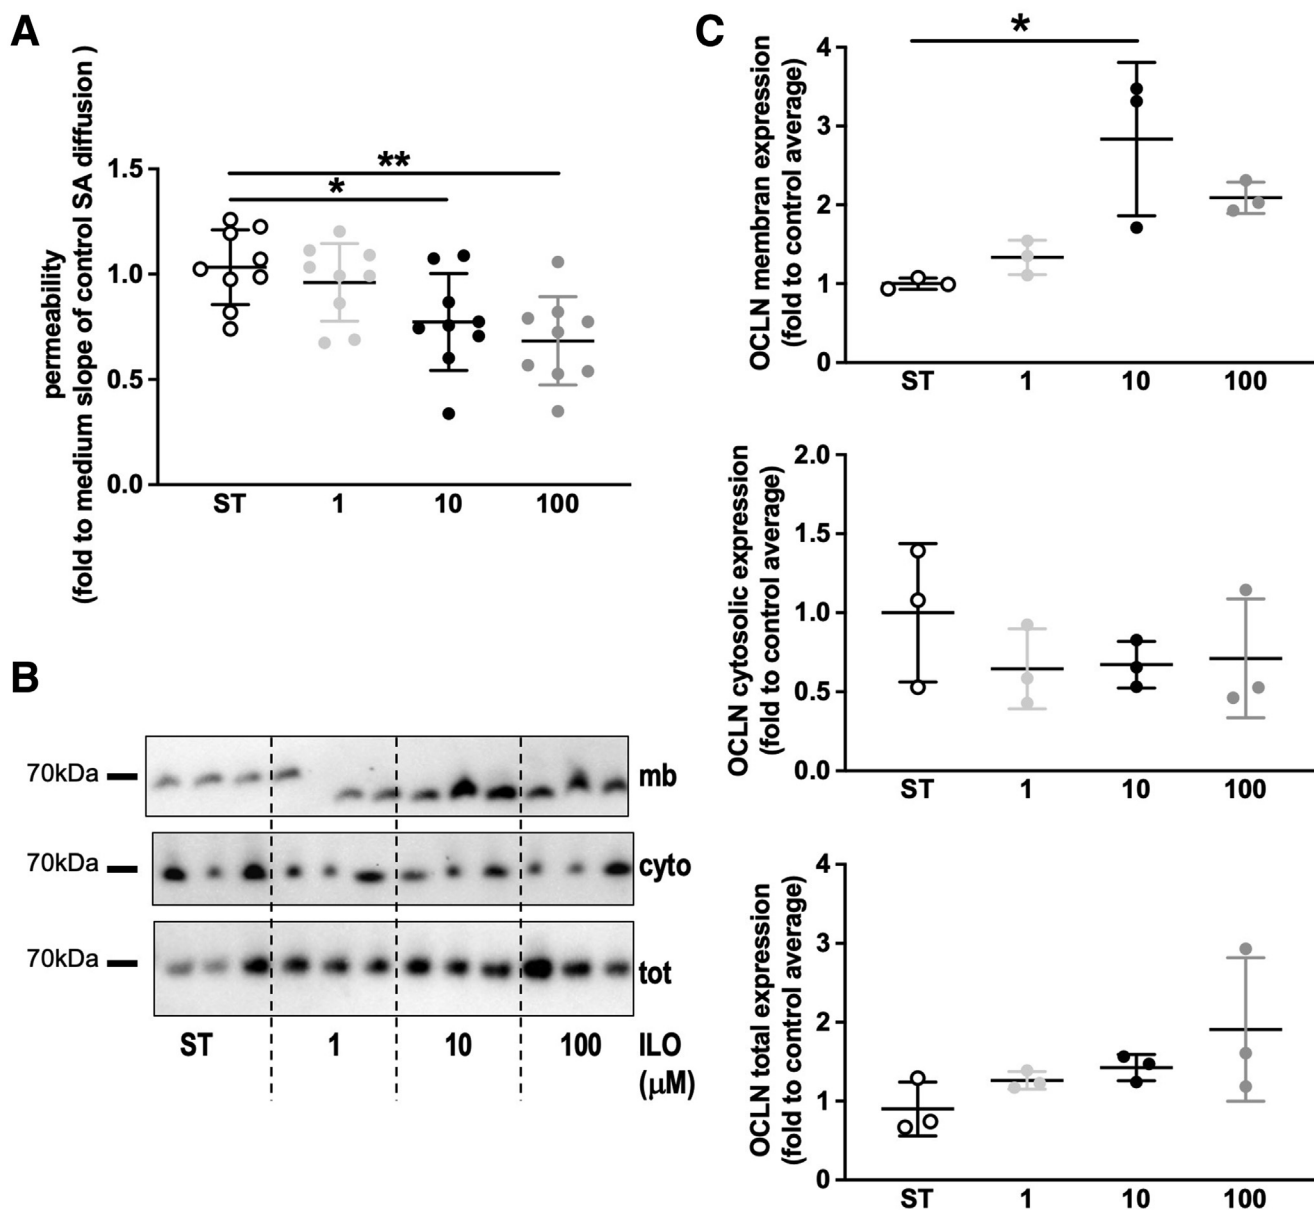 A
permeability
(fold to medium slope of control SA diffusion )
1.5
1.0
0.5
0.0
**
*
ST 1 10 100
B
70kDa mb
70kDa cyto
70kDa tot
ST 1 10 100 ILO
(μM)
C
OCLN membran expression
(fold to control average)
*
4
3
2
1
0
ST 1 10 100
OCLN cytosolic expression
(fold to control average)
2.0
1.5
1.0
0.5
0.0
ST 1 10 100
OCLN total expression
(fold to control average)
4
3
2
1
0
ST 1 10 100